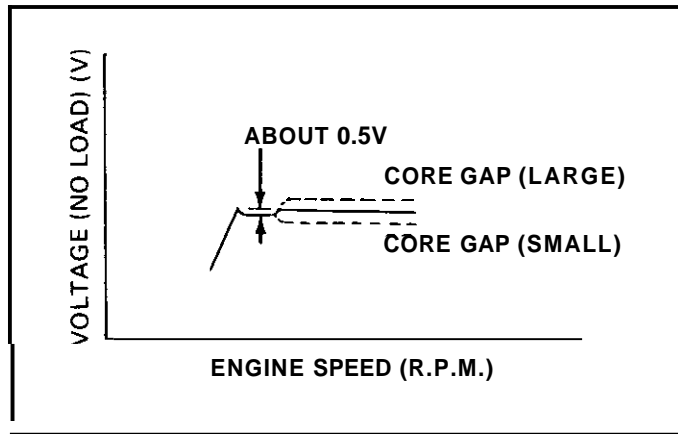 VOLTAGE (NO LOAD) (V)
ABOUT 0.5V
CORE GAP (LARGE)
CORE GAP (SMALL)
ENGINE SPEED (R.P.M.)